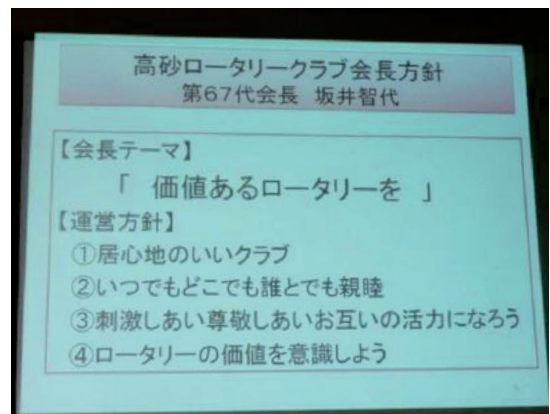 高砂ロータリークラブ会長方針
第67代会長 坂井智代
【会長テーマ】
「 価値あるロータリーを 」
【運営方針】
①居心地のいいクラブ
②いつでもどこでも誰とでも親睦
③刺激しあい尊敬しあいお互いの活力になろう
④ロータリーの価値を意識しよう